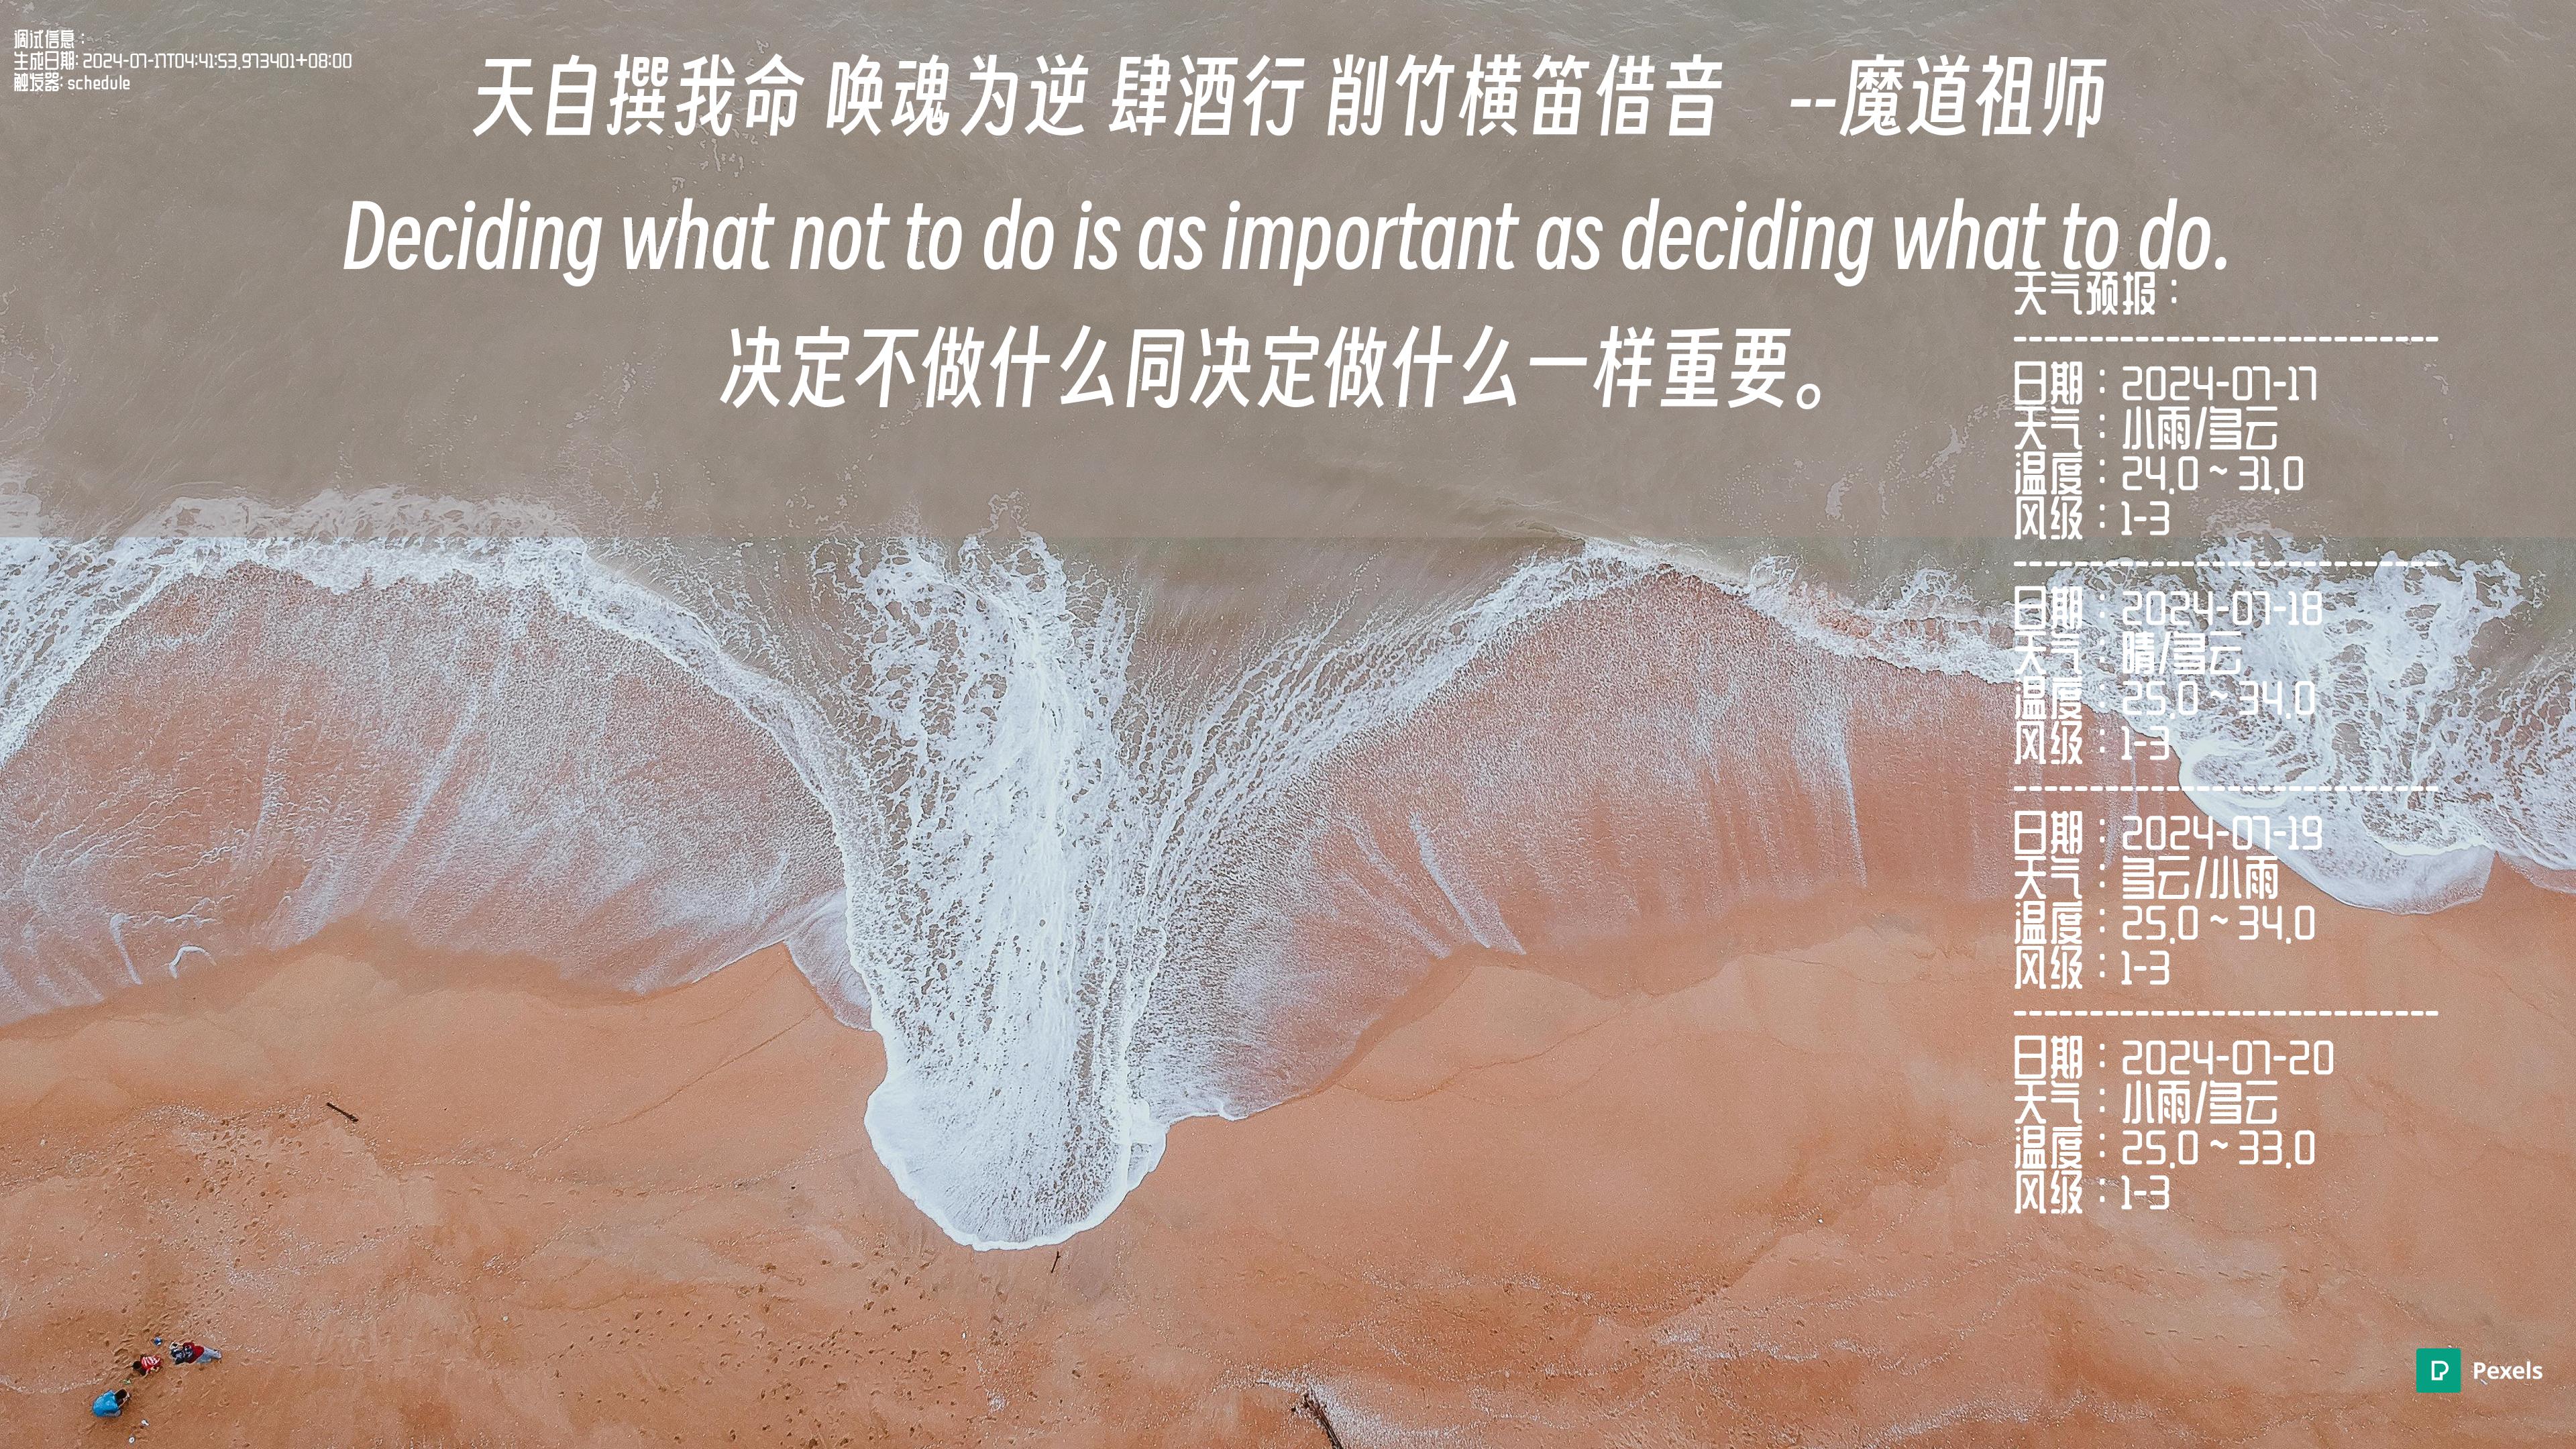 调试信息：
生成日期: 2024-07-17T04:41:53.973401+08:00
触发器: schedule
天自撰我命 唤魂为逆 肆酒行 削竹横笛借音 --魔道祖师
Deciding what not to do is as important as deciding what to do.
决定不做什么同决定做什么一样重要。
天气预报：
----------------------------
日期：2024-07-17
天气：小雨/多云
温度：24.0 ~ 31.0
风级：1-3
----------------------------
日期：2024-07-18
天气：晴/多云
温度：25.0 ~ 34.0
风级：1-3
----------------------------
日期：2024-07-19
天气：多云/小雨
温度：25.0 ~ 34.0
风级：1-3
----------------------------
日期：2024-07-20
天气：小雨/多云
温度：25.0 ~ 33.0
风级：1-3
Pexels